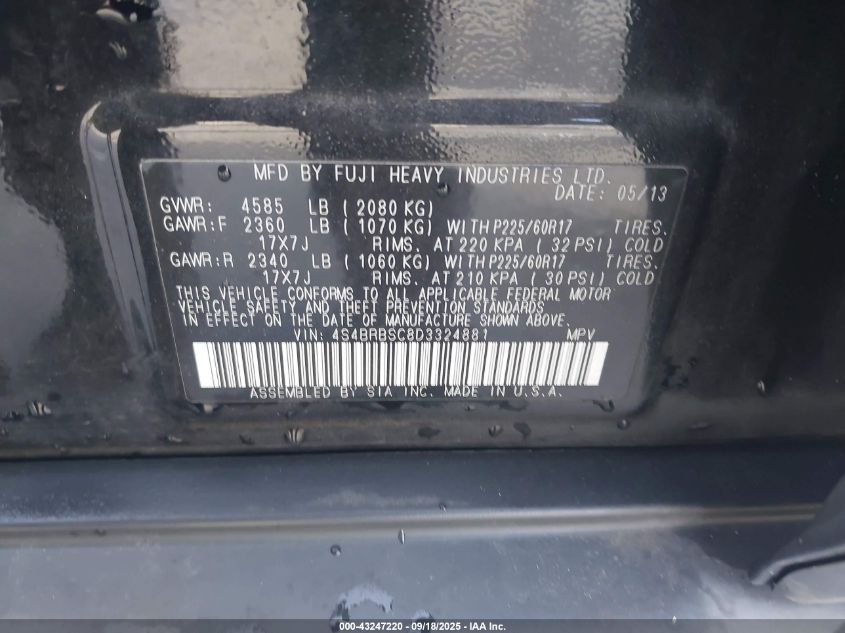 MFD BY FUJI HEAVY INDUSTRIES LTD.
DATE: 05/13
GVWR: 4585 LB ( 2080 KG)
GAWR:F 2360 LB ( 1070 KG) WITH P225/60R17 TIRES.
17X7J RIMS. AT 220 KPA ( 32 PSI) COLD
GAWR:R 2340 LB ( 1060 KG) WITH P225/60R17 TIRES.
17X7J RIMS. AT 210 KPA ( 30 PSI) COLD.
THIS VEHICLE CONFORMS TO ALL APPLICABLE FEDERAL MOTOR
VEHICLE SAFETY AND THEFT PREVENTION STANDARDS
IN EFFECT ON THE DATE OF MANUFACTURE SHOWN ABOVE.
VIN: 4S4BRBSC8D3324881 MPV
ASSEMBLED BY SIA INC. MADE IN U.S.A.
000-43247220 - 09/18/2025 - IAA Inc.